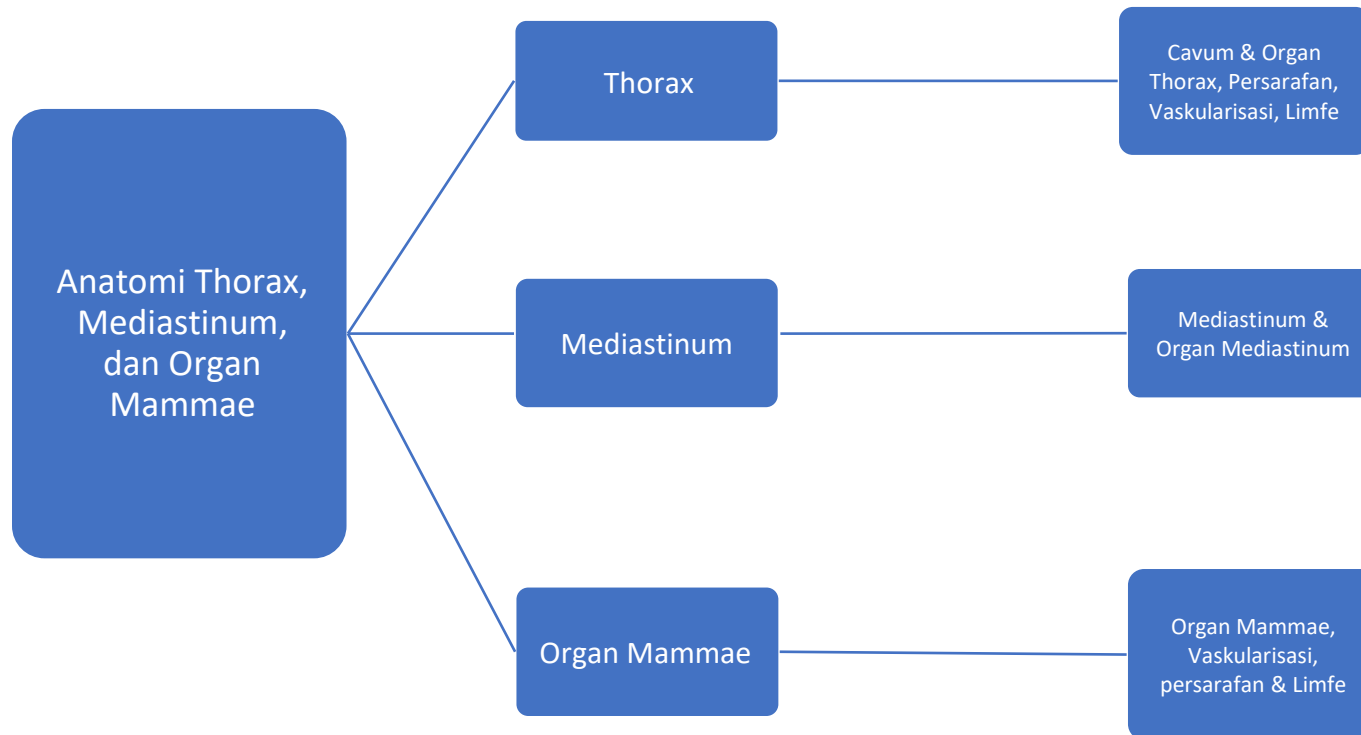 Anatomi Thorax,
Mediastinum,
dan Organ
Mammae
Thorax
Cavum & Organ
Thorax, Persarafan,
Vaskularisasi, Limfe
Mediastinum
Mediastinum &
Organ Mediastinum
Organ Mammae
Organ Mammae,
Vaskularisasi,
persarafan & Limfe